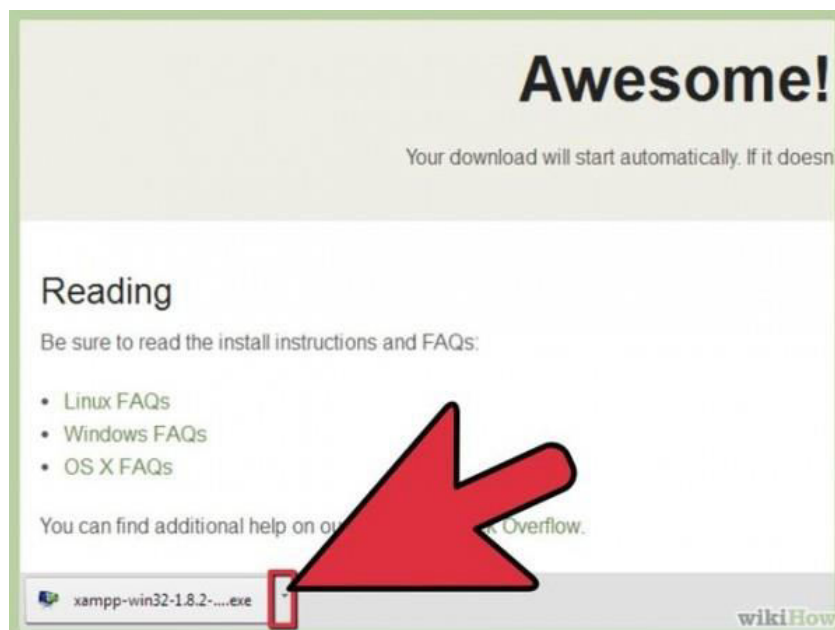 Awesome!
Your download will start automatically. If it doesn
Reading
Be sure to read the install instructions and FAQs:
• Linux FAQs
• Windows FAQs
• OS X FAQs
You can find additional help on Overflow.
xampp-win32-1.8.2-....exe
wikiHow